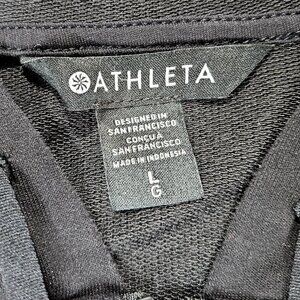 ATHLETA
DESIGNED IN
SAN FRANCISCO
CONÇU À
SAN FRANCISCO
MADE IN INDONESIA
L
G